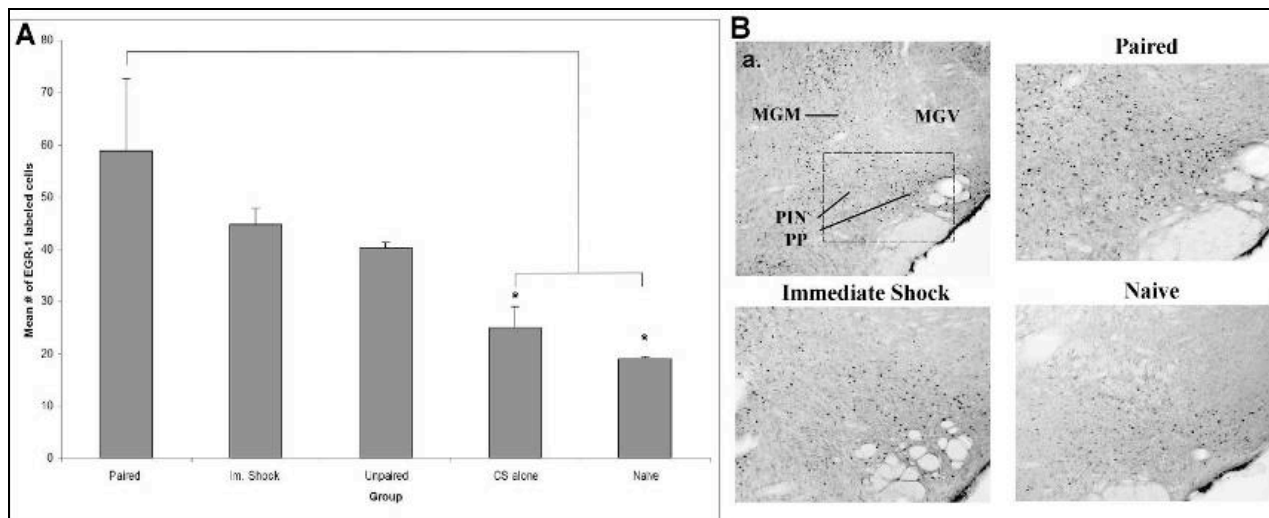 A
80
70
60
50
40
30
20
10
0
Mean # of EGR-1 labeled cells
*
*
Paired
Im. Shock
Unpaired
CS alone
Naive
Group
B
a.
MGM
MGV
PIN
PP
Paired
Immediate Shock
Naive